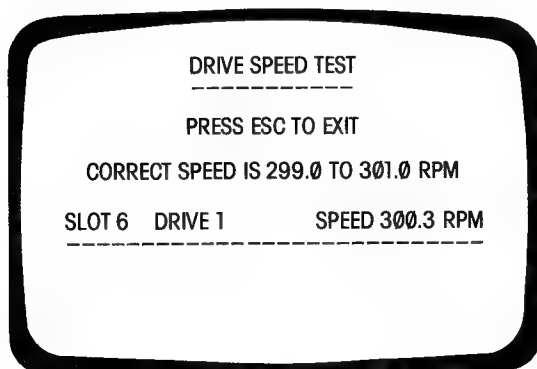 DRIVE SPEED TEST
PRESS ESC TO EXIT
CORRECT SPEED IS 299.0 TO 301.0 RPM
SLOT 6 DRIVE 1 SPEED 300.3 RPM